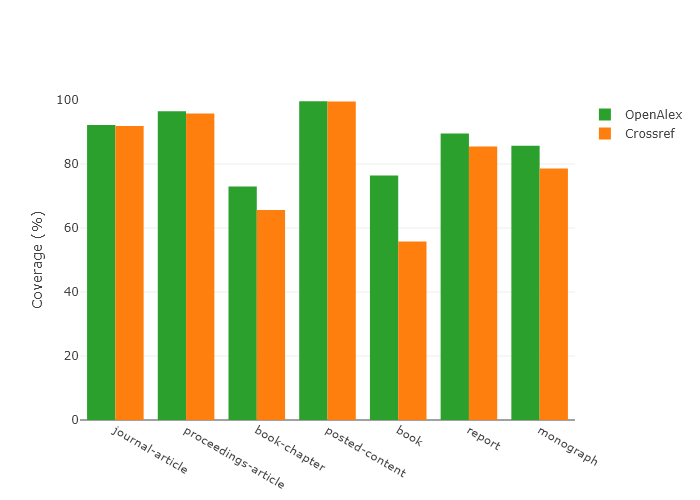 100
80
60
40
20
0
Coverage (%)
journal-article
proceedings-article
book-chapter
posted-content
book
report
monograph
OpenAlex
Crossref